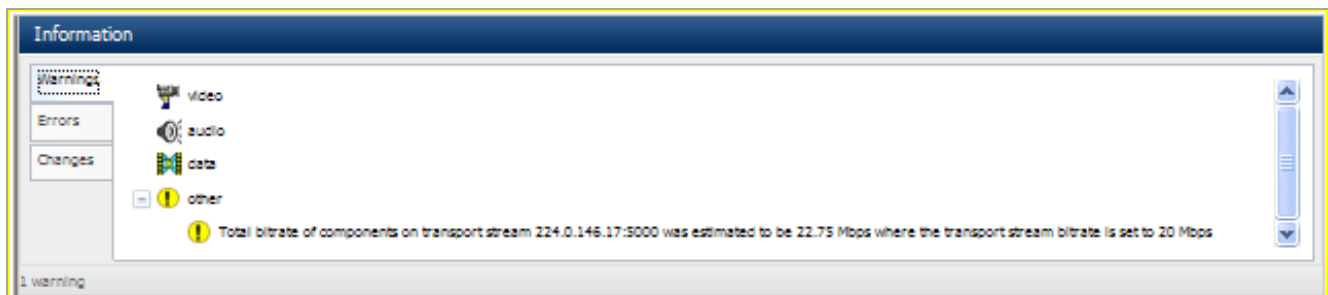 Information
Warnings
video
Errors
audio
Changes
data
other
Total bitrate of components on transport stream 224.0.146.17:5000 was estimated to be 22.75 Mbps where the transport stream bitrate is set to 20 Mbps
1 warning